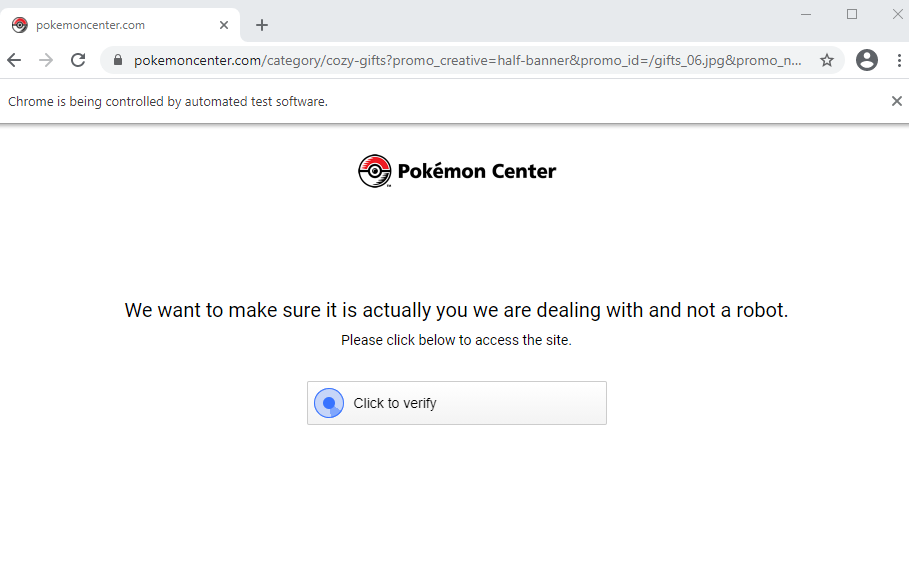 pokemoncenter.com
pokemoncenter.com/category/cozy-gifts?promo_creative=half-banner&promo_id=/gifts_06.jpg&promo_n...
Chrome is being controlled by automated test software.
Pokémon Center
We want to make sure it is actually you we are dealing with and not a robot.
Please click below to access the site.
Click to verify